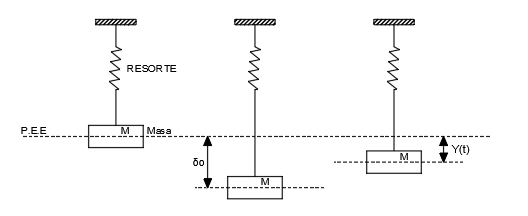 RESORTE
P.E.E
M
Masa
M
δo
M
Y(t)